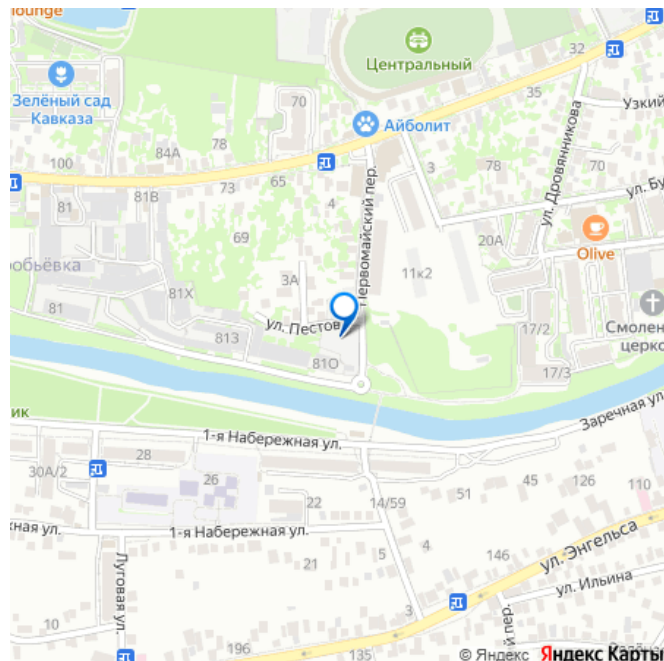 lounge
Центральный
Зелёный сад
Кавказа
Айболит
32
35
Узкий
70
78
84А
100
73
65
4
3
78
70
ул. Дровянникова
ул. Бу
81
81В
69
Первомайский пер.
20А
Olive
робьёвка
3А
11к2
81Х
81
813
ул. Пестов
81О
17/2
17/3
Смолен
церко
ик
1-я Набережная ул.
Заречная ул.
30А/2
28
26
22
14/59
51
45
126
110
жная ул.
1-я Набережная ул.
21
5
4
146
ул. Энгельса
Луговая ул.
10
196
135
3
ул. Ильина
й пер.
© Яндекс Яндекс Карты